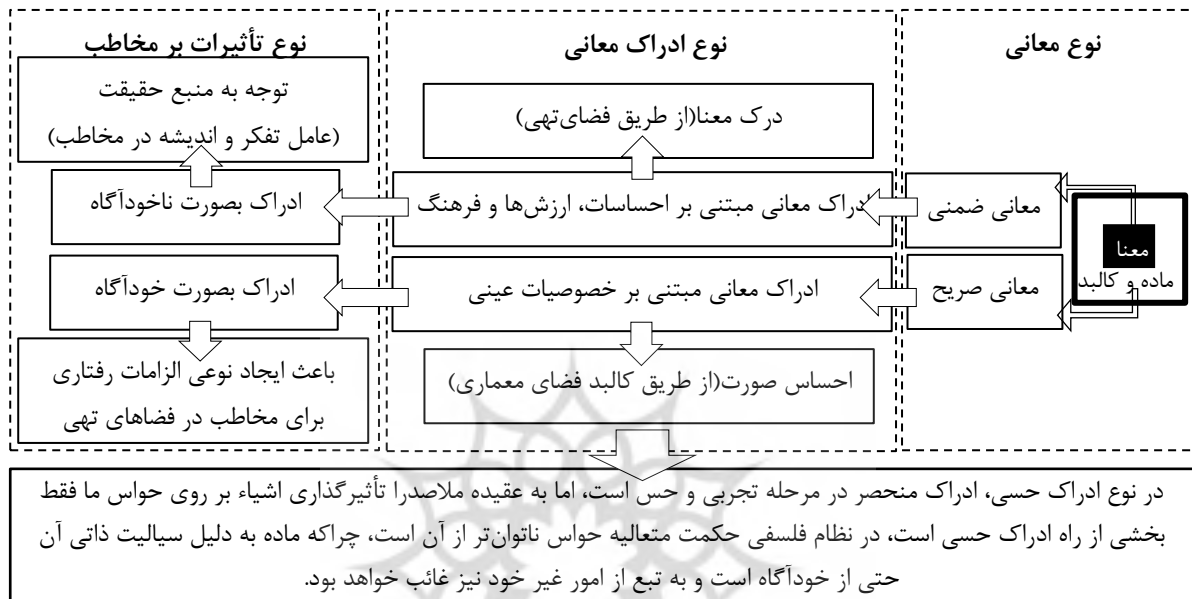 نوع معانی
نوع ادراک معانی
نوع تأثیرات بر مخاطب
معنا
ماده و کالبد
معانی ضمنی
معانی صریح
درک معنا(از طریق فضای‌تهی)
ادراک معانی مبتنی بر احساسات، ارزش‌ها و فرهنگ
ادراک معانی مبتنی بر خصوصیات عینی
احساس صورت(از طریق کالبد فضای معماری)
توجه به منبع حقیقت
(عامل تفکر و اندیشه در مخاطب)
ادراک بصورت ناخودآگاه
ادراک بصورت خودآگاه
باعث ایجاد نوعی الزامات رفتاری
برای مخاطب در فضاهای تهی
در نوع ادراک حسی، ادراک منحصر در مرحله تجربی و حس است، اما به عقیده ملاصدرا تأثیرگذاری اشیاء بر روی حواس ما فقط
بخشی از راه ادراک حسی است، در نظام فلسفی حکمت متعالیه حواس ناتوان‌تر از آن است، چراکه ماده به دلیل سیالیت ذاتی آن
حتی از خودآگاه است و به تبع از امور غیر خود نیز غائب خواهد بود.